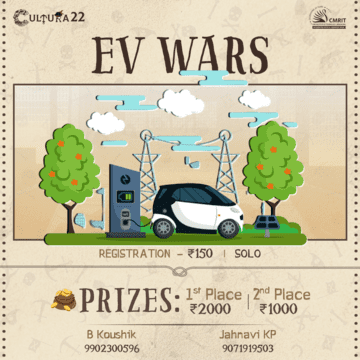 CULTURA 22
CMRIT
EV WARS
REGISTRATION - ₹150 | SOLO
PRIZES: 1st Place | 2nd Place
₹2000 | ₹1000
B Koushik Jahnavi KP
9902300596 9071919503